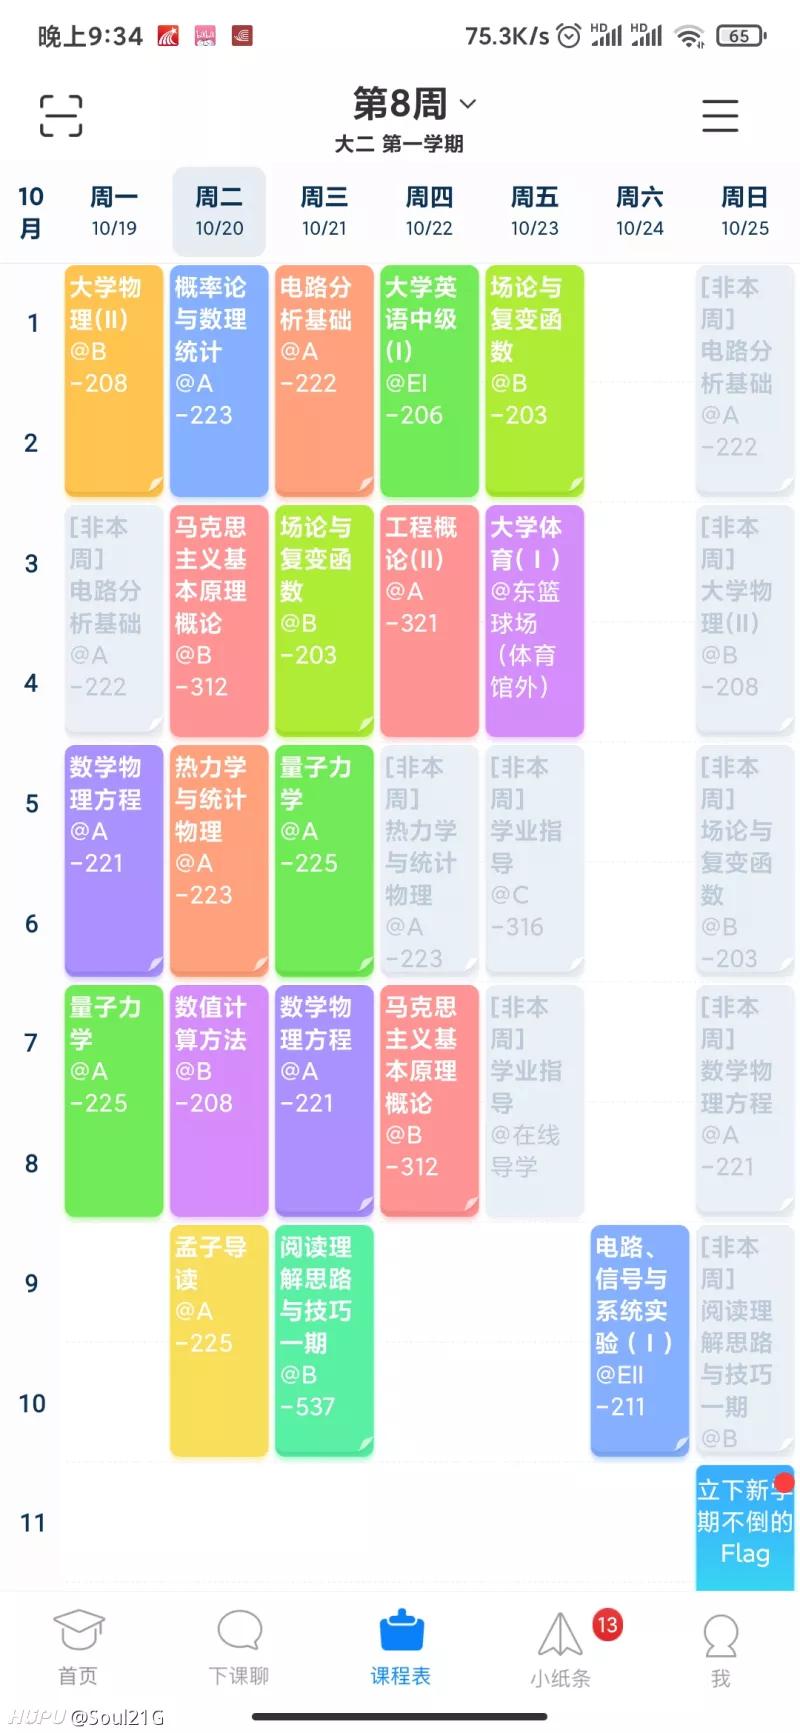 晚上9:34
75.3K/s
HD
HD
65
第8周
大二 第一学期
10
月
周一
10/19
周二
10/20
周三
10/21
周四
10/22
周五
10/23
周六
10/24
周日
10/25
1
2
大学物
理(II)
@B
-208
概率论
与数理
统计
@A
-223
电路分
析基础
@A
-222
大学英
语中级
(I)
@EI
-206
场论与
复变函
数
@B
-203
[非本
周]
电路分
析基础
@A
-222
3
4
[非本
周]
电路分
析基础
@A
-222
马克思
主义基
本原理
概论
@B
-312
场论与
复变函
数
@B
-203
工程概
论(II)
@A
-321
大学体
育(Ⅰ)
@东篮
球场
(体育
馆外)
[非本
周]
大学物
理(II)
@B
-208
5
6
数学物
理方程
@A
-221
热力学
与统计
物理
@A
-223
量子力
学
@A
-225
[非本
周]
热力学
与统计
物理
@A
-223
[非本
周]
学业指
导
@C
-316
[非本
周]
场论与
复变函
数
@B
-203
7
8
量子力
学
@A
-225
数值计
算方法
@B
-208
数学物
理方程
@A
-221
马克思
主义基
本原理
概论
@B
-312
[非本
周]
学业指
导
@在线
导学
[非本
周]
数学物
理方程
@A
-221
9
10
孟子导
读
@A
-225
阅读理
解思路
与技巧
一期
@B
-537
电路、
信号与
系统实
验(Ⅰ)
@EII
-211
[非本
周]
阅读理
解思路
与技巧
一期
@B
11
立下新学
期不倒的
Flag
首页
下课聊
课程表
小纸条
13
我
HUPU @Soul21G